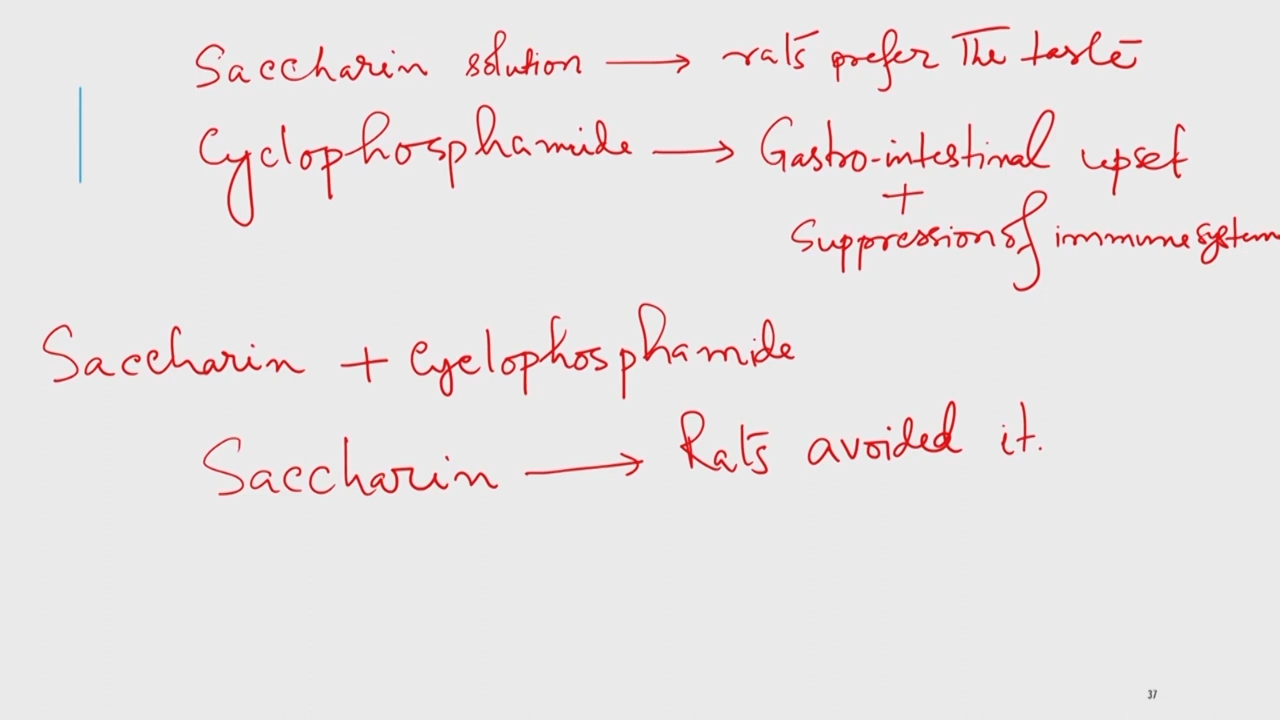 Saccharin solution → rats prefer The taste
Cyclophosphamide → Gastro-intestinal upset
+
Suppression of immune system
Saccharin + Cyclophosphamide
Saccharin → Rats avoided it.
37